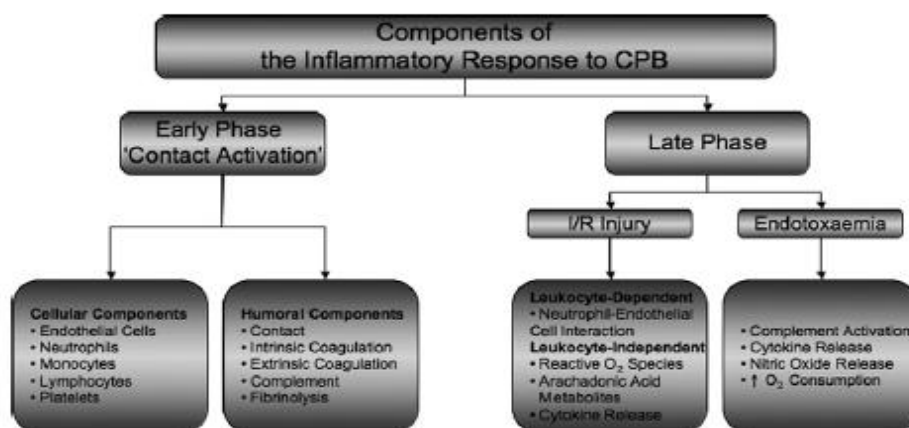 Components of
the Inflammatory Response to CPB
Early Phase
'Contact Activation'
Late Phase
I/R Injury
Endotoxaemia
Cellular Components
• Endothelial Cells
• Neutrophils
• Monocytes
• Lymphocytes
• Platelets
Humoral Components
• Contact
• Intrinsic Coagulation
• Extrinsic Coagulation
• Complement
• Fibrinolysis
Leukocyte-Dependent
• Neutrophil-Endothelial
Cell Interaction
Leukocyte-Independent
• Reactive O₂ Species
• Arachadonic Acid
Metabolites
• Cytokine Release
• Complement Activation
• Cytokine Release
• Nitric Oxide Release
• ↑ O₂ Consumption